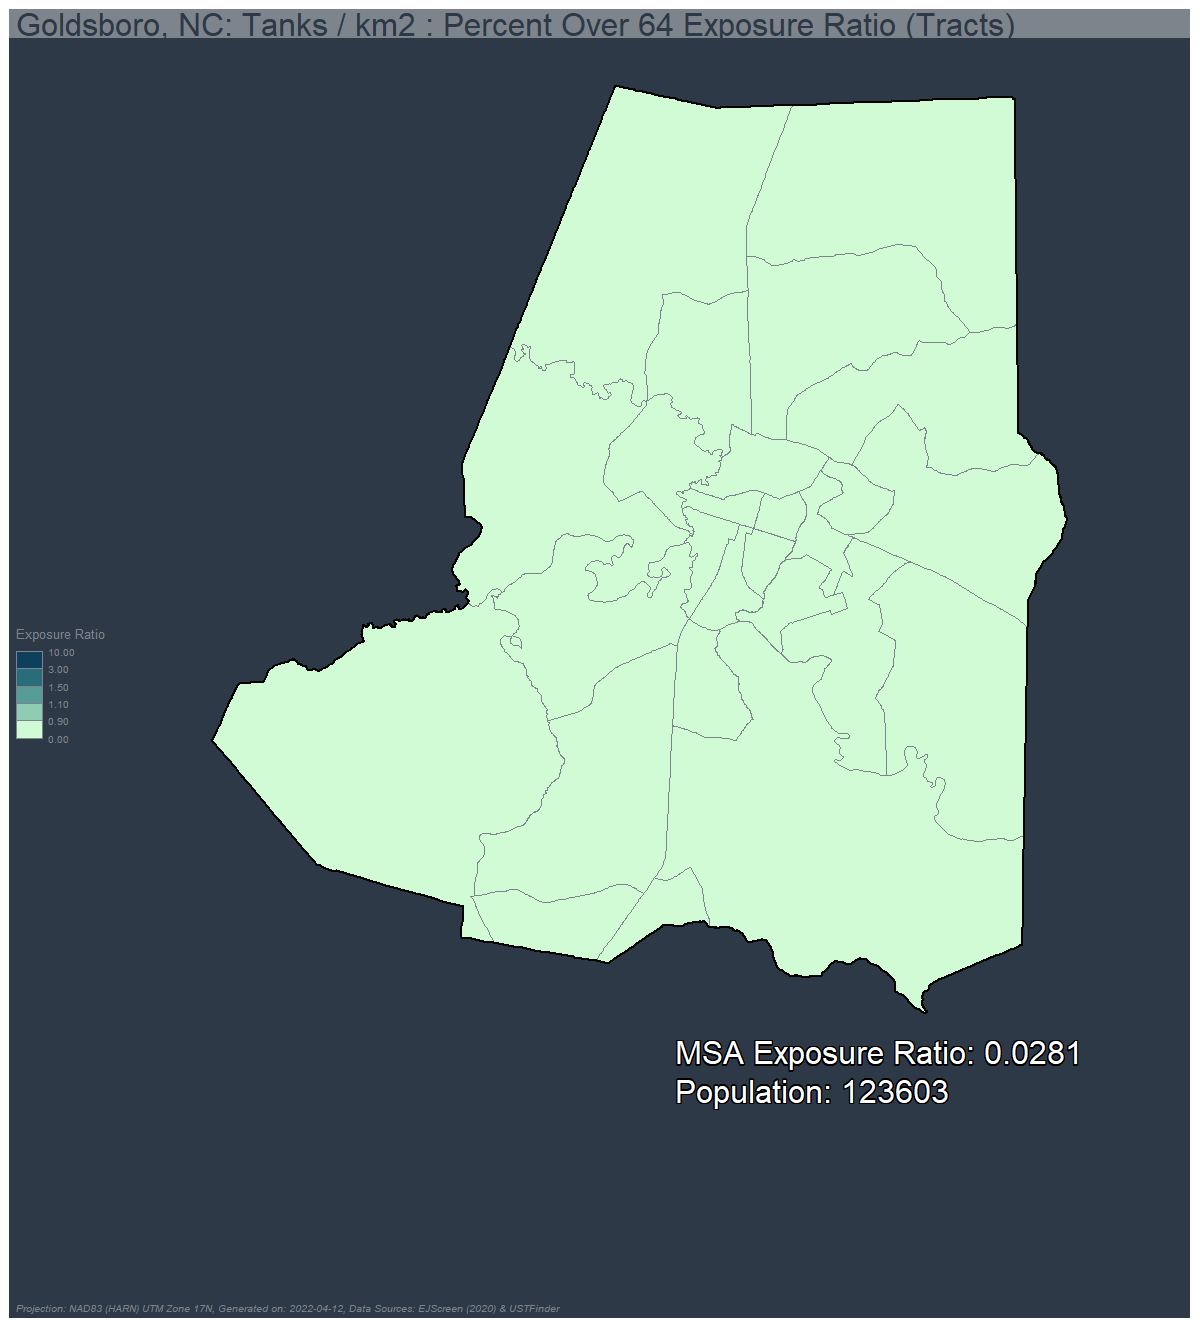 Goldsboro, NC: Tanks / km2 : Percent Over 64 Exposure Ratio (Tracts)
Exposure Ratio
10.00
3.00
1.50
1.10
0.90
0.00
MSA Exposure Ratio: 0.0281
Population: 123603
Projection: NAD83 (HARN) UTM Zone 17N, Generated on: 2022-04-12, Data Sources: EJScreen (2020) & USTFinder